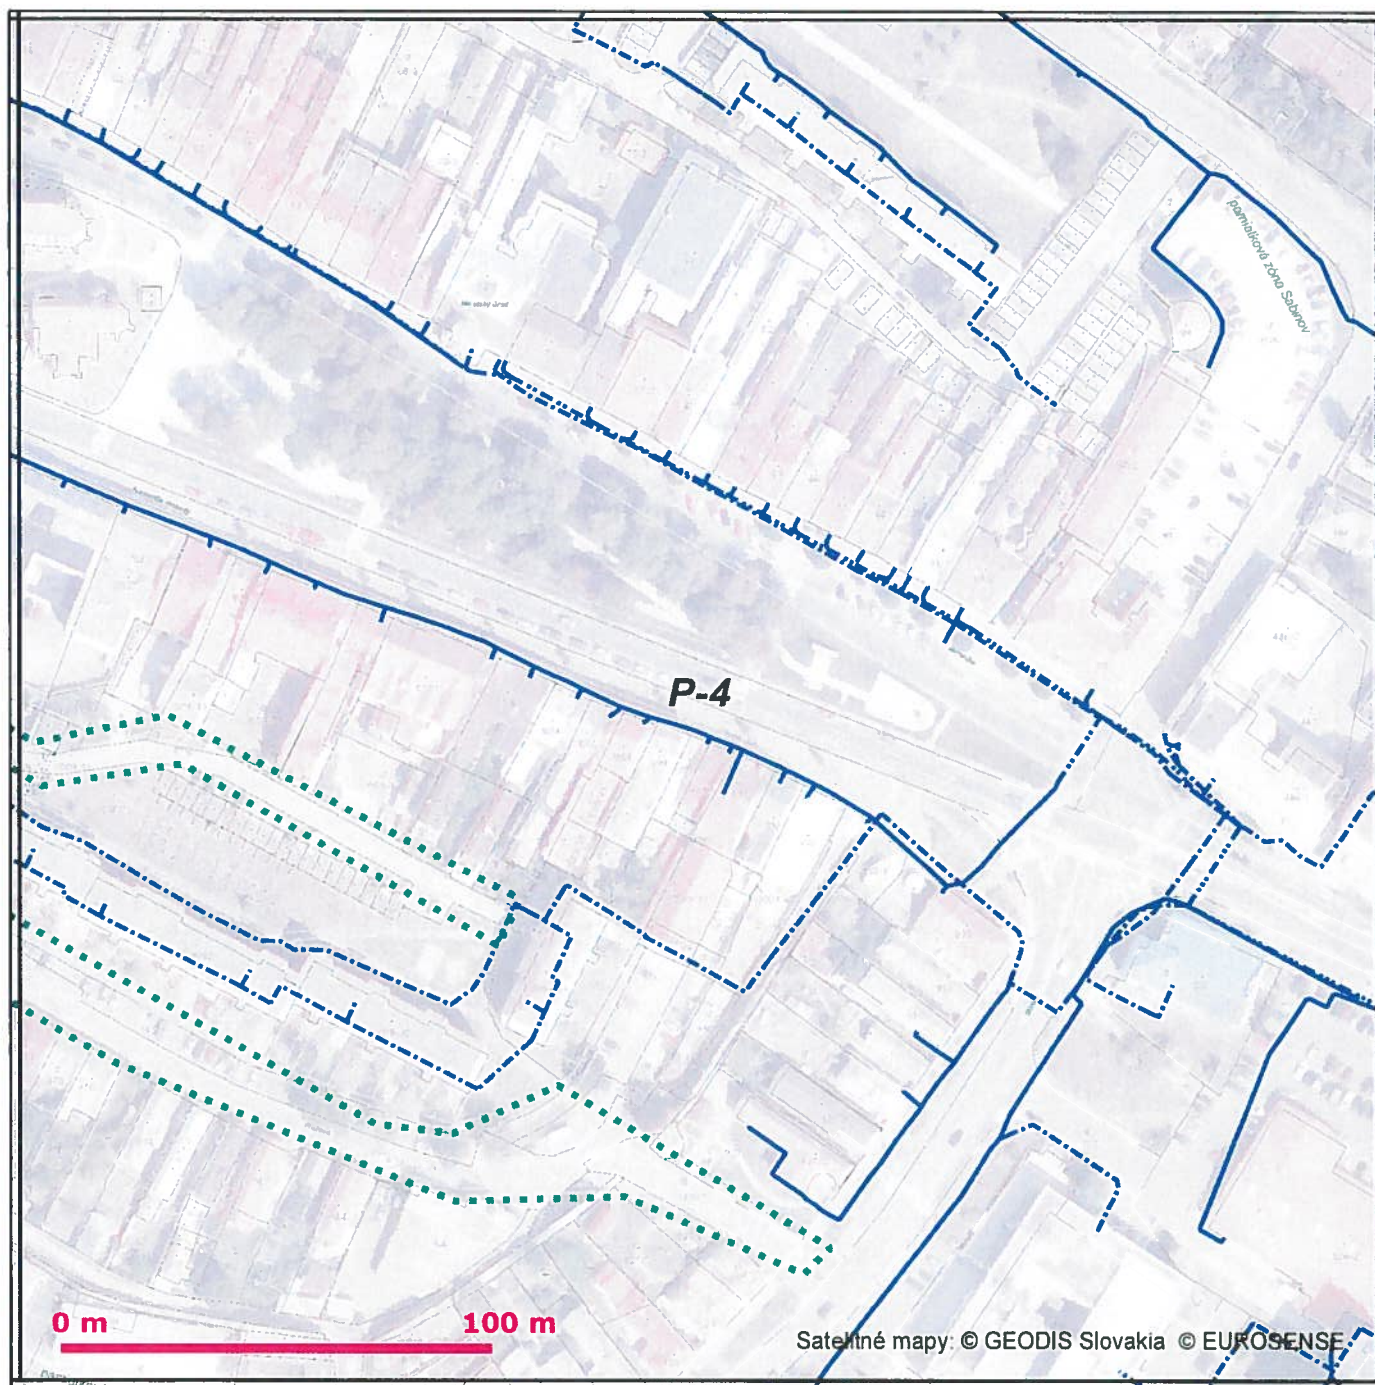 pamiatková zóna Sabinov
P-4
0 m 100 m
Satelitné mapy: © GEODIS Slovakia © EUROSENSE